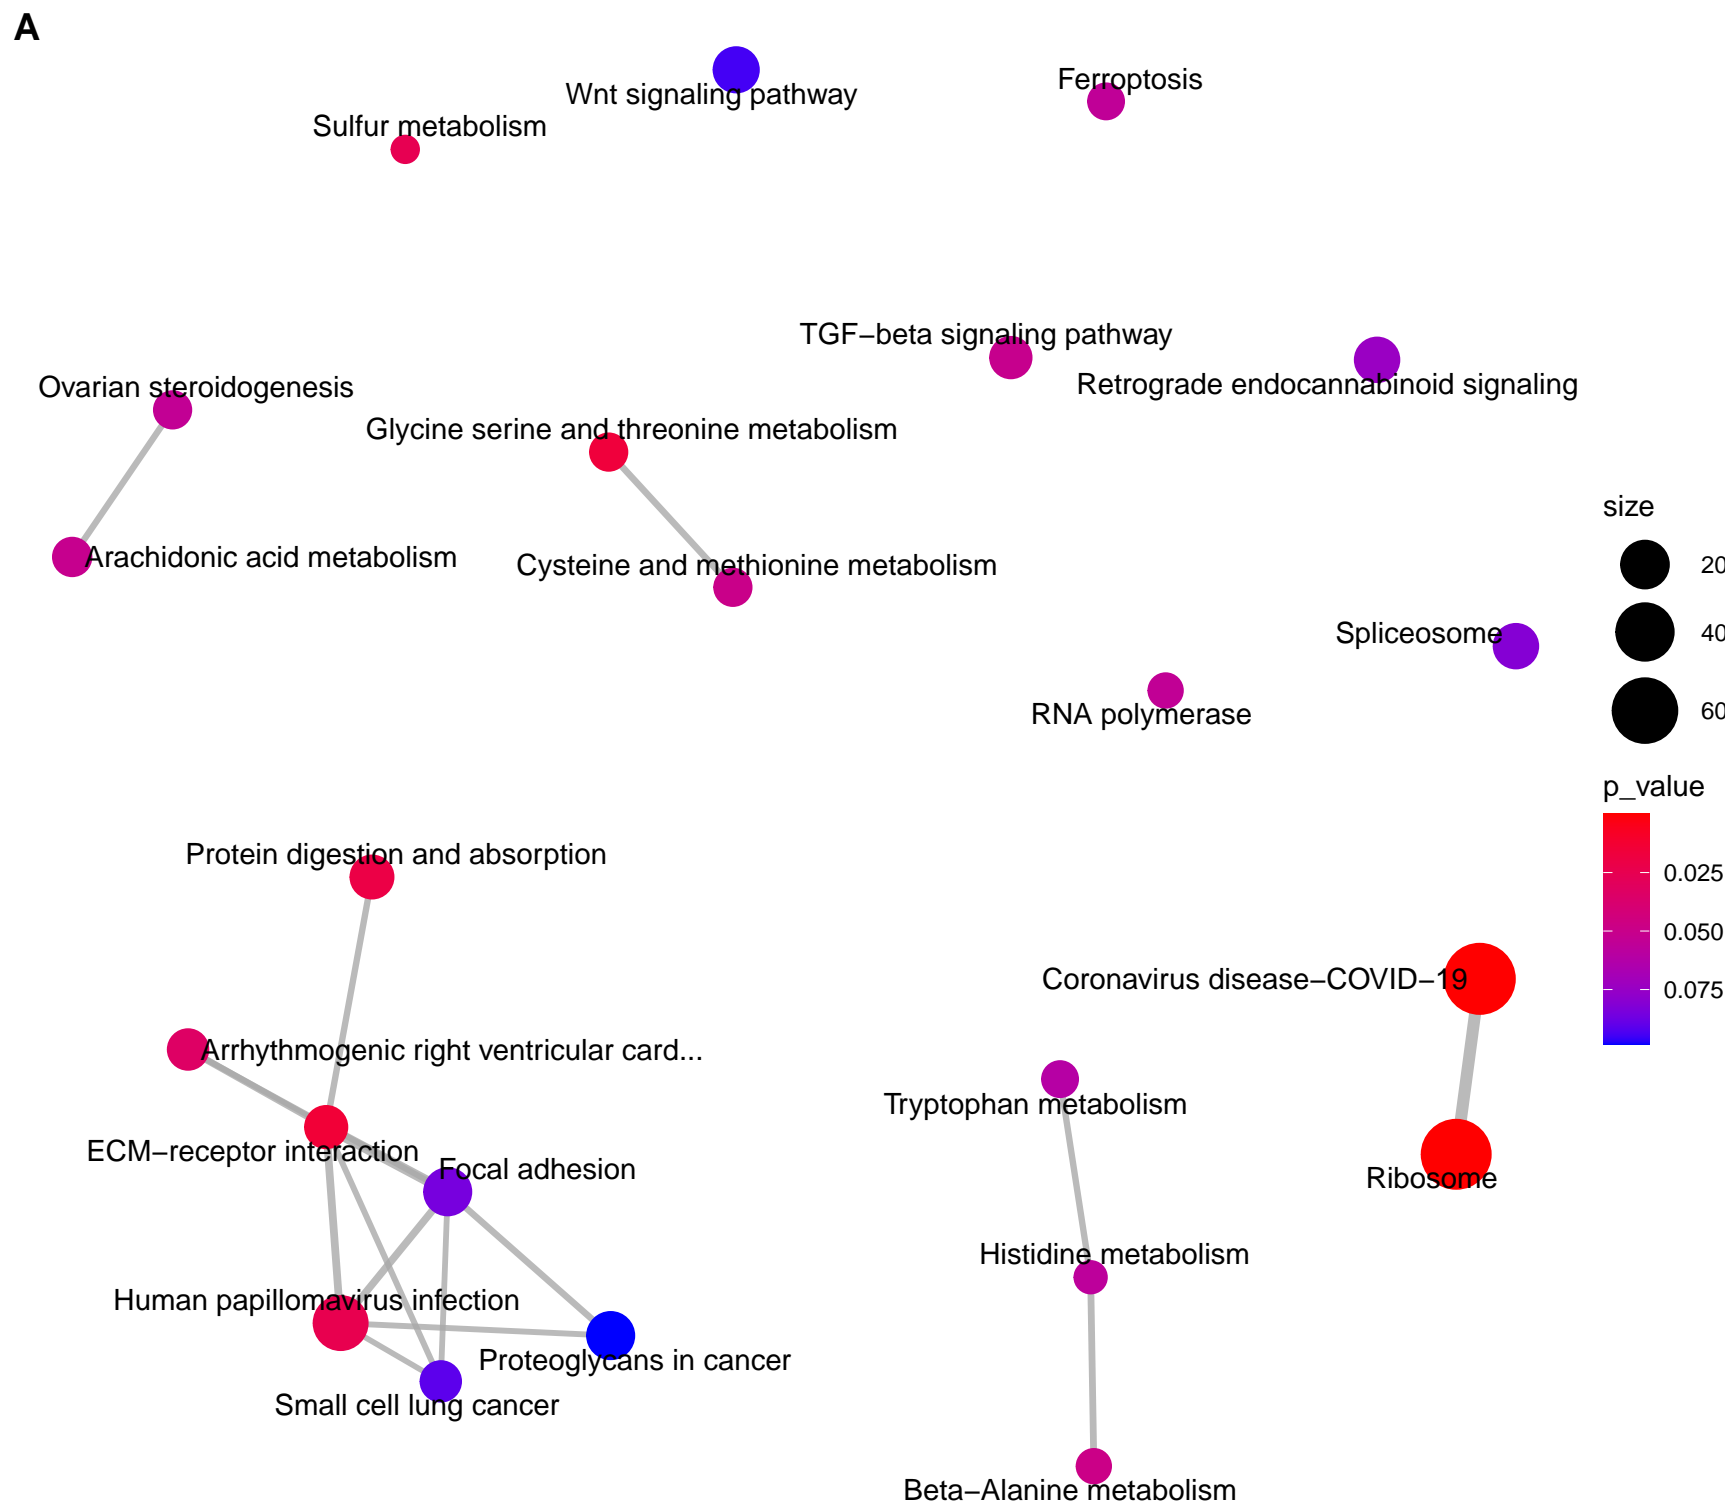 A
Wnt signaling pathway
Ferroptosis
Sulfur metabolism
TGF−beta signaling pathway
Retrograde endocannabinoid signaling
Ovarian steroidogenesis
Glycine serine and threonine metabolism
Arachidonic acid metabolism
Cysteine and methionine metabolism
Spliceosome
RNA polymerase
size
20
40
60
p_value
0.025
0.050
0.075
Protein digestion and absorption
Coronavirus disease−COVID−19
Arrhythmogenic right ventricular card...
Tryptophan metabolism
ECM−receptor interaction
Focal adhesion
Ribosome
Histidine metabolism
Human papillomavirus infection
Proteoglycans in cancer
Small cell lung cancer
Beta−Alanine metabolism